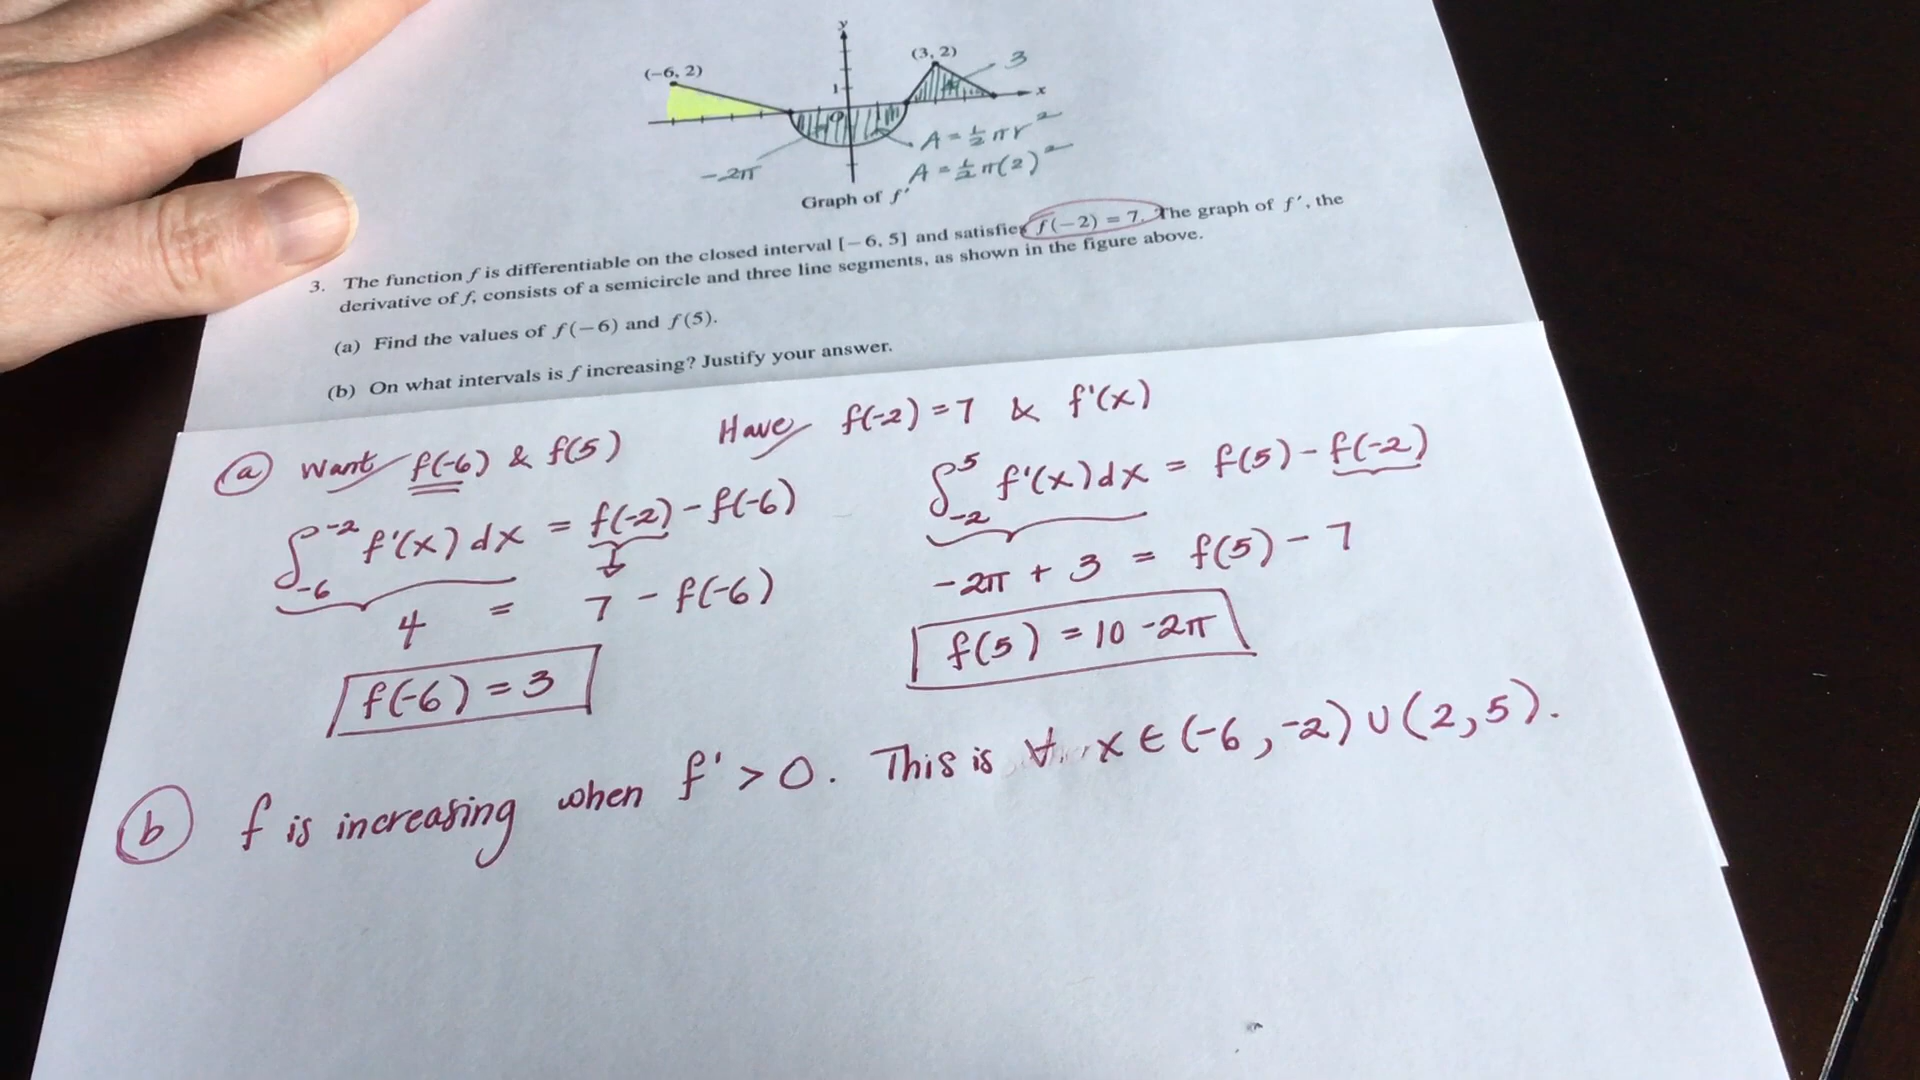 y
(−6, 2)
(3, 2)
3
1
x
O
A = ½ πr²
−2π
A = ½ π(2)²
Graph of f′
3. The function f is differentiable on the closed interval [−6, 5] and satisfies f(−2) = 7. The graph of f′, the
derivative of f, consists of a semicircle and three line segments, as shown in the figure above.
(a) Find the values of f(−6) and f(5).
(b) On what intervals is f increasing? Justify your answer.
(a) Want f(-6) & f(5) Have f(-2) = 7 & f'(x)
∫₋₆⁻² f'(x) dx = f(-2) - f(-6)
4 = 7 - f(-6)
f(-6) = 3
∫₋₂⁵ f'(x) dx = f(5) - f(-2)
-2π + 3 = f(5) - 7
f(5) = 10 - 2π
(b) f is increasing when f' > 0. This is ∀ x ∈ (-6, -2) ∪ (2, 5).